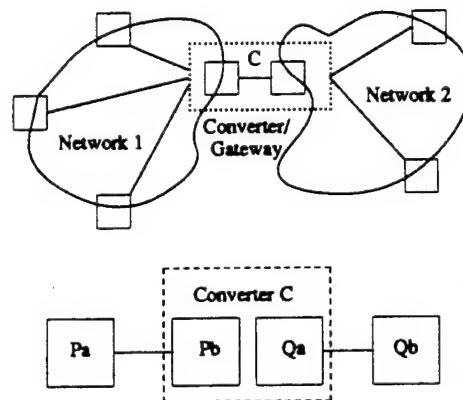 C
Network 1
Network 2
Converter/
Gateway
Converter C
Pa
Pb
Qa
Qb